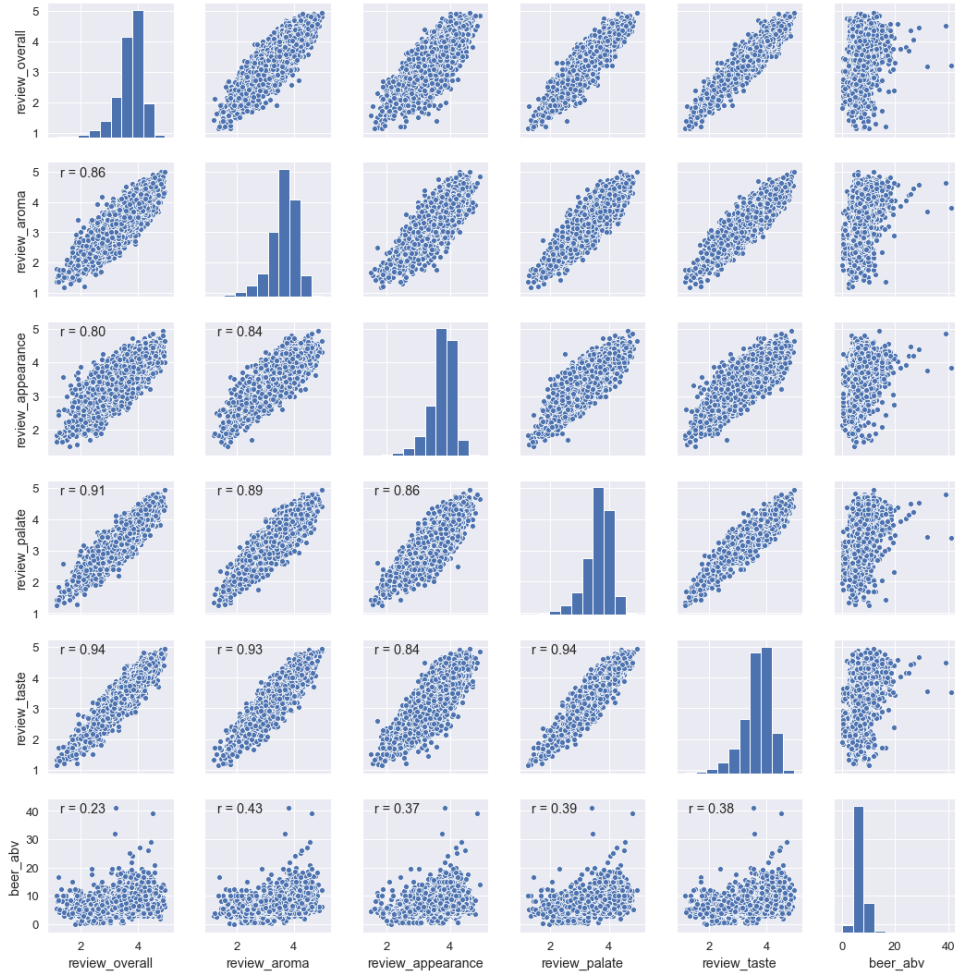 review_overall
5
4
3
2
1
review_aroma
5
4
3
2
1
r = 0.86
review_appearance
5
4
3
2
r = 0.80
r = 0.84
review_palate
5
4
3
2
1
r = 0.91
r = 0.89
r = 0.86
review_taste
5
4
3
2
1
r = 0.94
r = 0.93
r = 0.84
r = 0.94
beer_abv
40
30
20
10
0
r = 0.23
r = 0.43
r = 0.37
r = 0.39
r = 0.38
2 4
2 4
2 4
2 4
2 4
0 20 40
review_overall
review_aroma
review_appearance
review_palate
review_taste
beer_abv